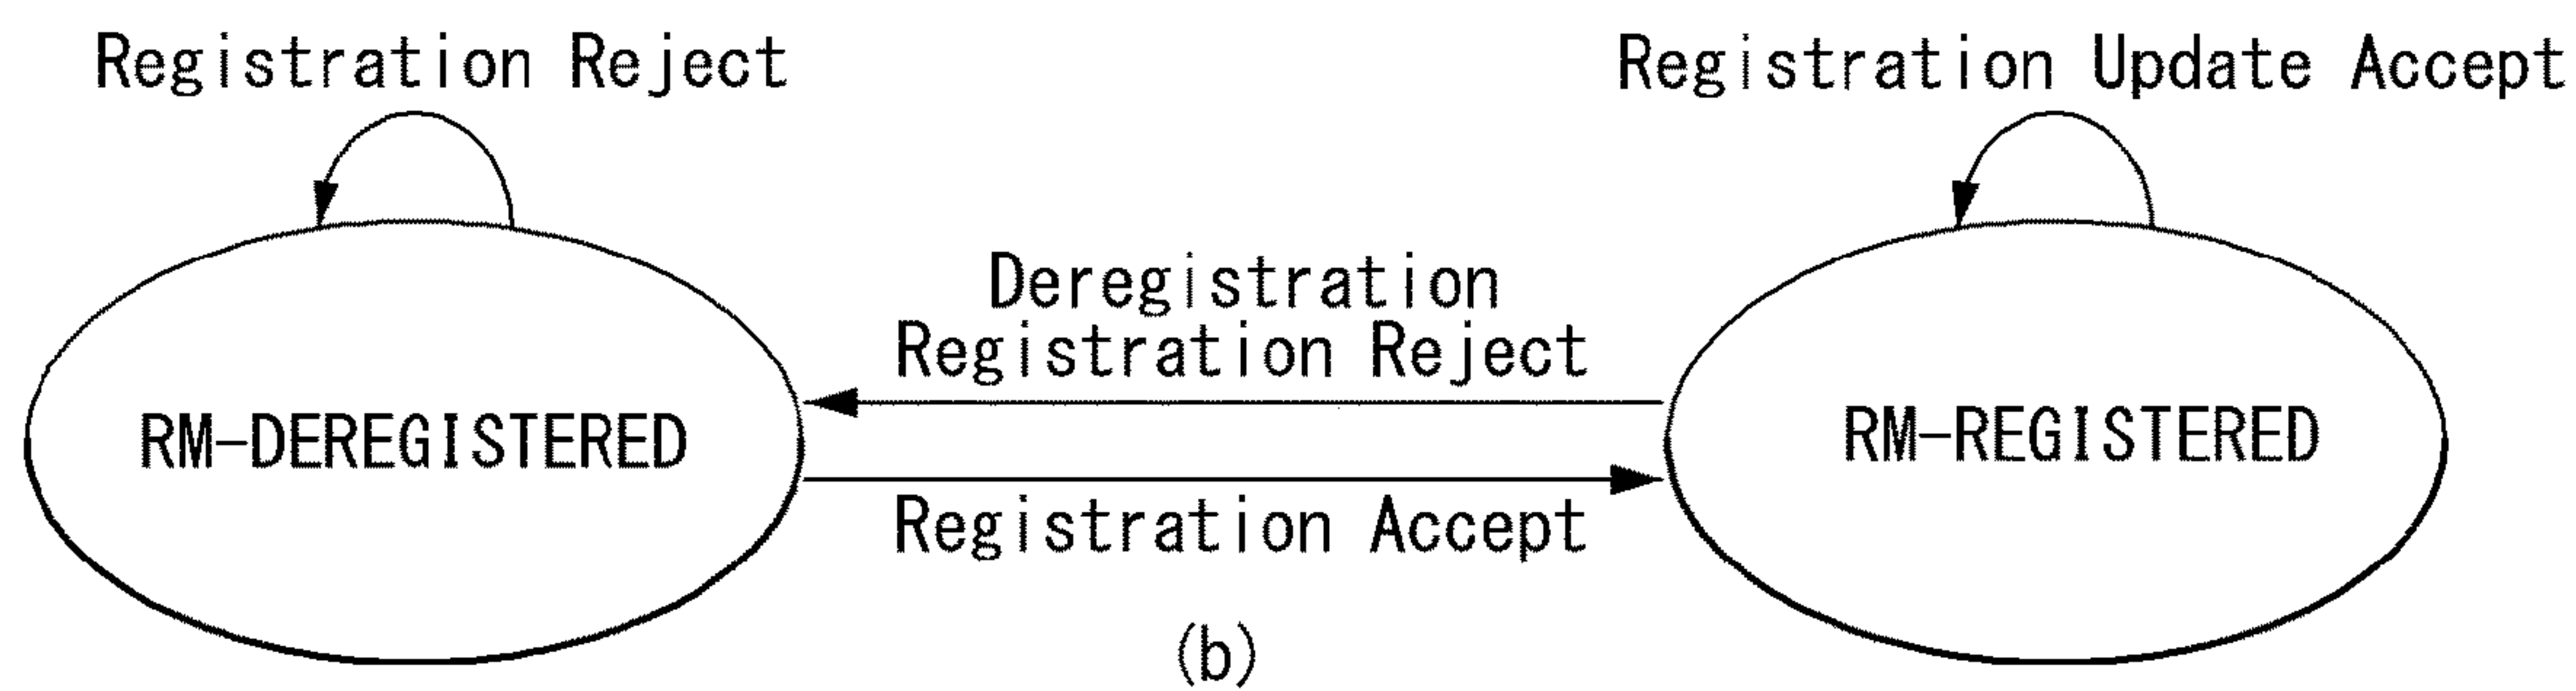 Registration Reject
Registration Update Accept
Deregistration
Registration Reject
RM-DEREGISTERED
RM-REGISTERED
Registration Accept
(b)